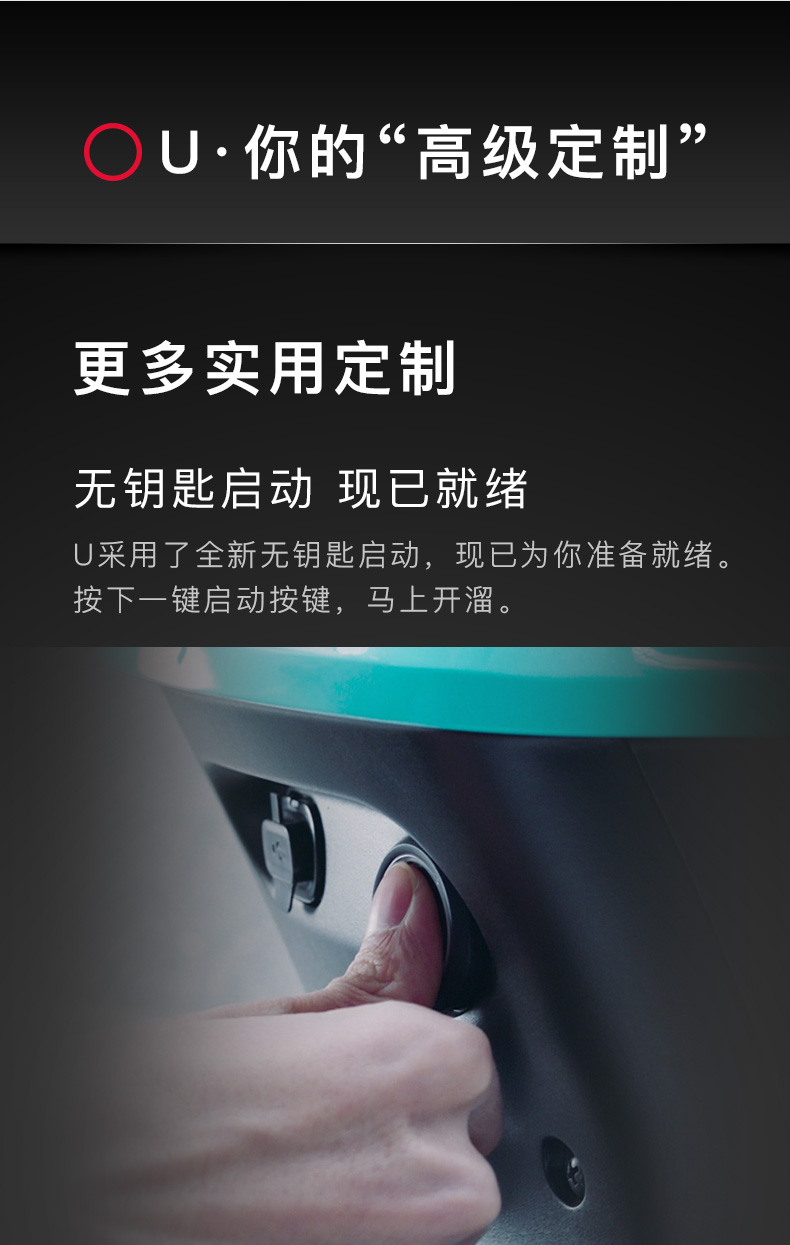 U·你的“高级定制”
更多实用定制
无钥匙启动 现已就绪
U采用了全新无钥匙启动，现已为你准备就绪。
按下一键启动按键，马上开溜。